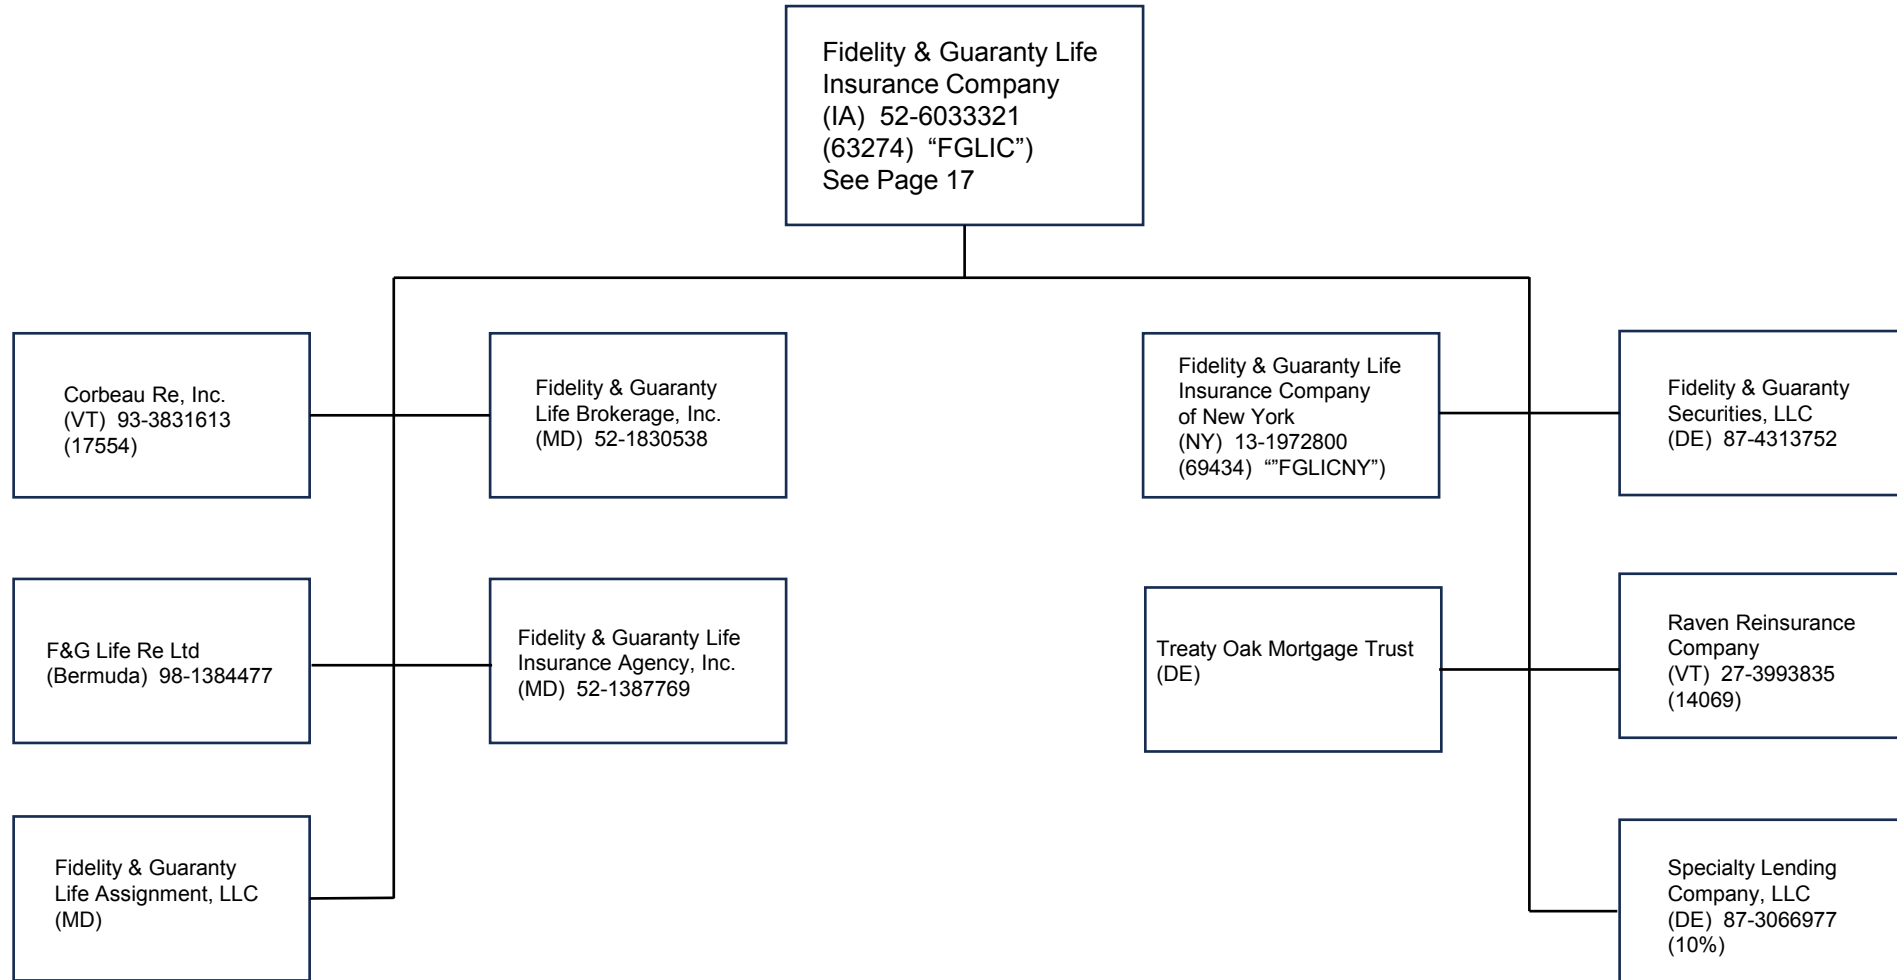 Fidelity & Guaranty Life
Insurance Company
(IA) 52-6033321
(63274) “FGLIC”)
See Page 17
Corbeau Re, Inc.
(VT) 93-3831613
(17554)
Fidelity & Guaranty
Life Brokerage, Inc.
(MD) 52-1830538
Fidelity & Guaranty Life
Insurance Company
of New York
(NY) 13-1972800
(69434) “”FGLICNY”)
Fidelity & Guaranty
Securities, LLC
(DE) 87-4313752
F&G Life Re Ltd
(Bermuda) 98-1384477
Fidelity & Guaranty Life
Insurance Agency, Inc.
(MD) 52-1387769
Treaty Oak Mortgage Trust
(DE)
Raven Reinsurance
Company
(VT) 27-3993835
(14069)
Fidelity & Guaranty
Life Assignment, LLC
(MD)
Specialty Lending
Company, LLC
(DE) 87-3066977
(10%)